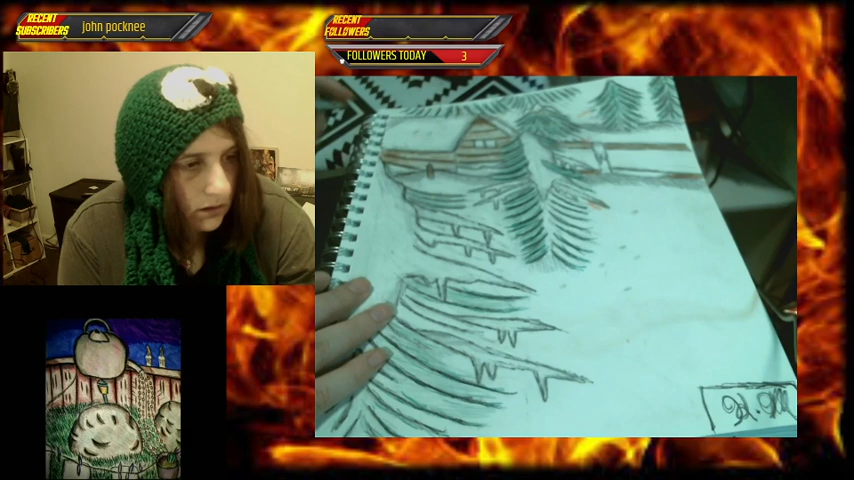 RECENT
SUBSCRIBERS
john pocknee
RECENT
FOLLOWERS
FOLLOWERS TODAY 3